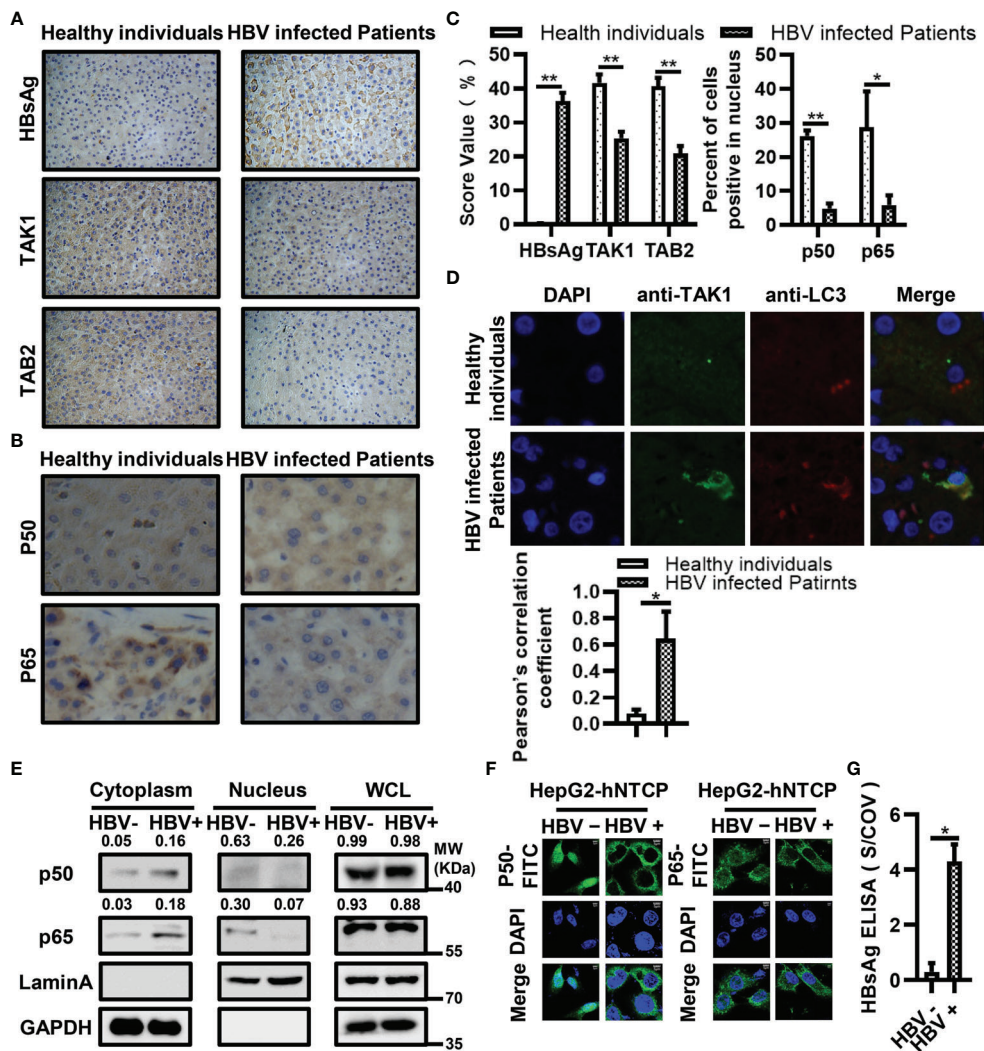 A
Healthy individuals HBV infected Patients
HBsAg
TAK1
TAB2
B
Healthy individuals HBV infected Patients
P50
P65
C
Health individuals HBV infected Patients
Score Value ( % )
50
40
30
20
10
0
** ** **
HBsAg TAK1 TAB2
Percent of cells
positive in nucleus
50
40
30
20
10
0
** *
p50 p65
D
DAPI anti-TAK1 anti-LC3 Merge
Healthy
individuals
HBV infected
Patients
Healthy individuals
HBV infected Patirnts
Pearson's correlation
coefficient
1.0
0.8
0.6
0.4
0.2
0.0
*
E
Cytoplasm Nucleus WCL
HBV- HBV+ HBV- HBV+ HBV- HBV+
MW
(KDa)
0.05 0.16 0.63 0.26 0.99 0.98
p50
40
0.03 0.18 0.30 0.07 0.93 0.88
p65
55
LaminA
70
GAPDH
35
F
HepG2-hNTCP HepG2-hNTCP
HBV - HBV + HBV - HBV +
P50-
FITC
P65-
FITC
DAPI DAPI
Merge Merge
G
HBsAg ELISA ( S/COV )
6
4
2
0
*
HBV -
HBV +